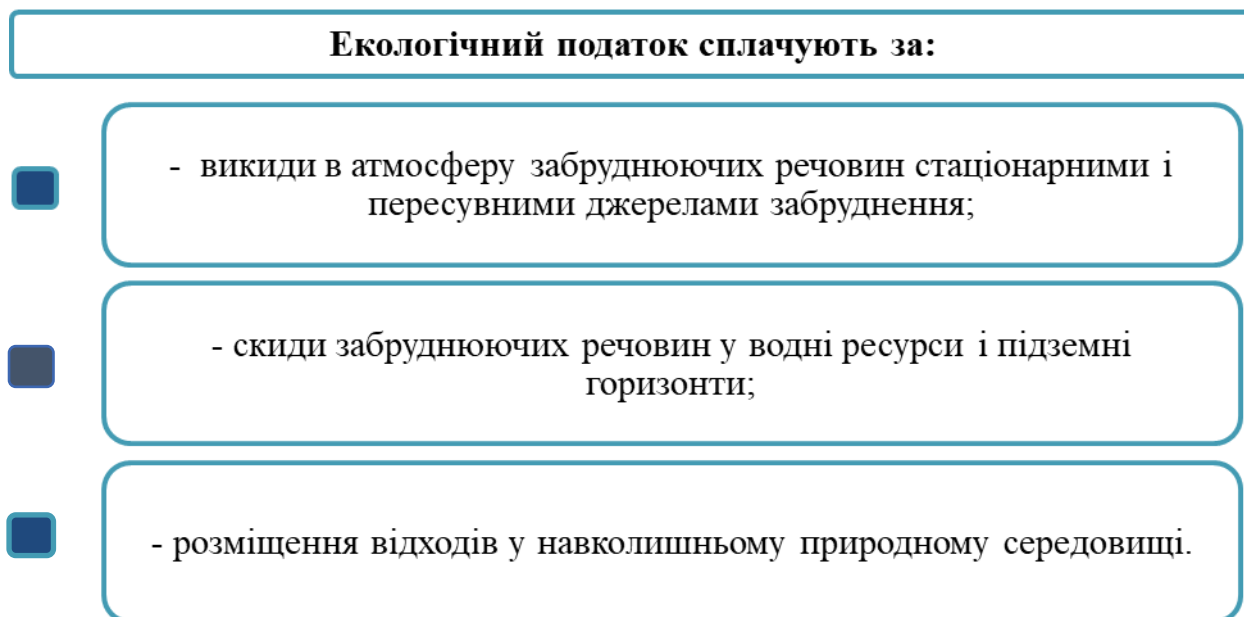 Екологічний податок сплачують за:
- викиди в атмосферу забруднюючих речовин стаціонарними і
пересувними джерелами забруднення;
- скиди забруднюючих речовин у водні ресурси і підземні
горизонти;
- розміщення відходів у навколишньому природному середовищі.